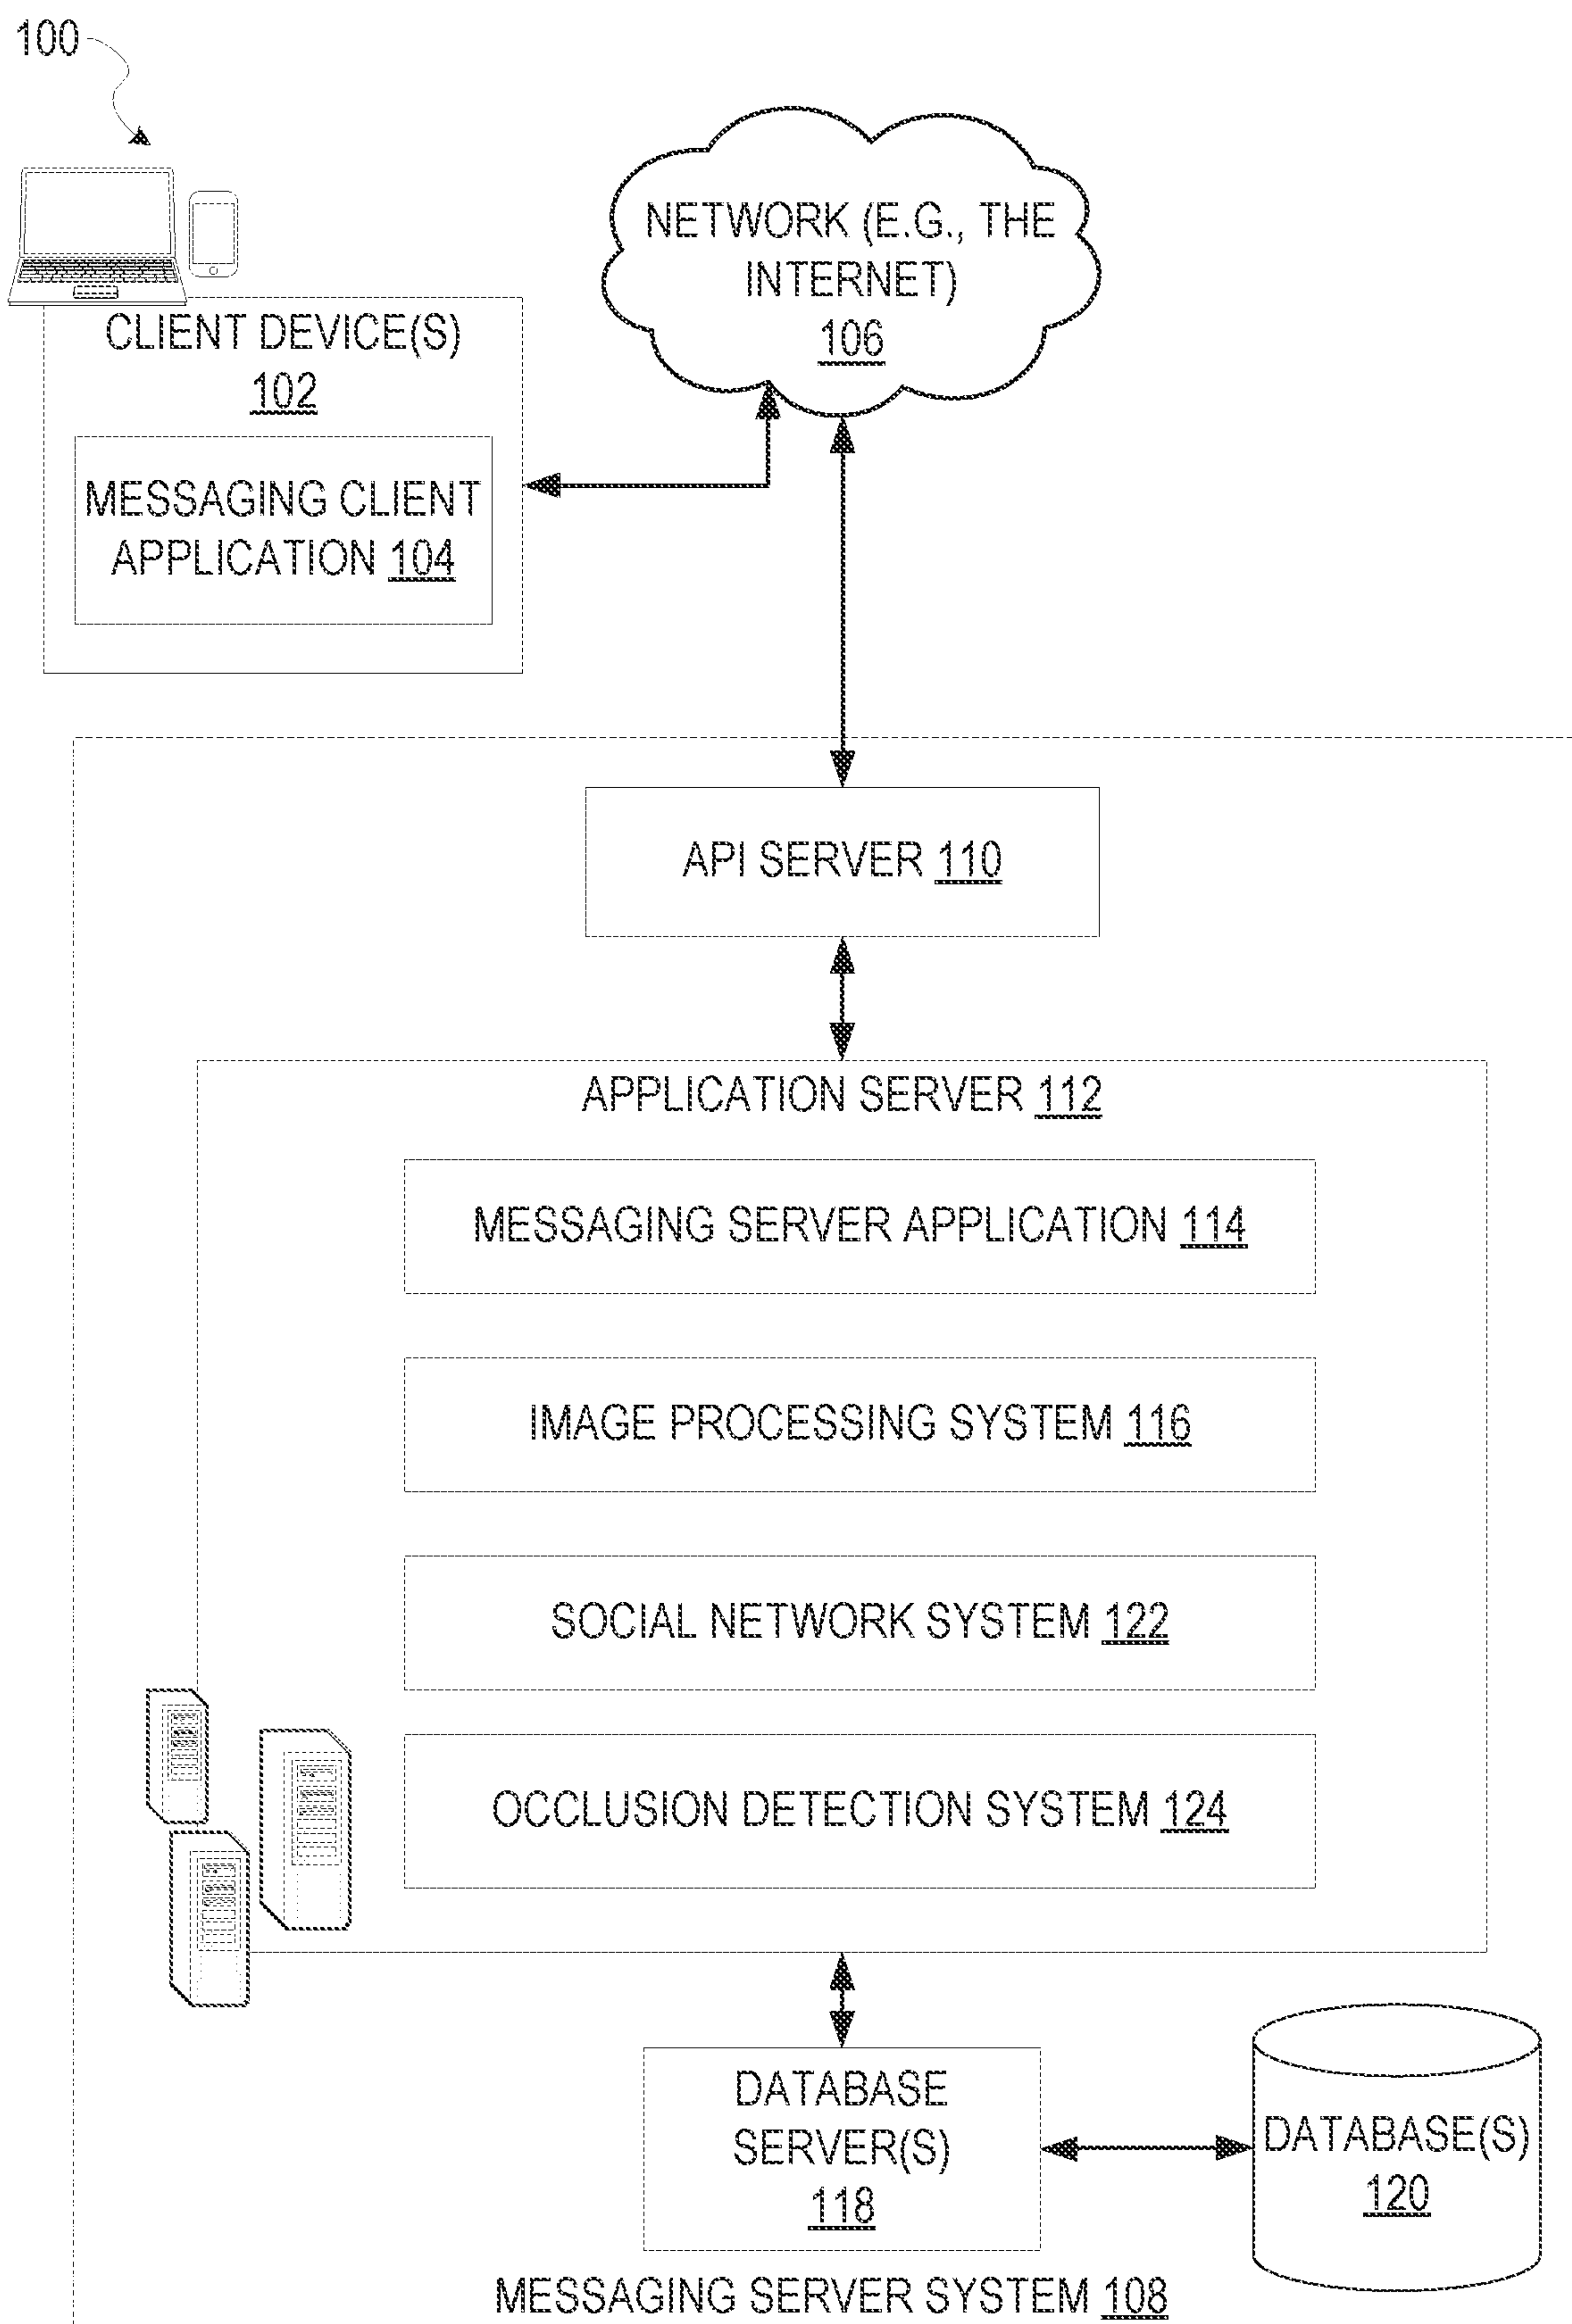 100
NETWORK (E.G., THE
INTERNET)
106
CLIENT DEVICE(S)
102
MESSAGING CLIENT
APPLICATION 104
API SERVER 110
APPLICATION SERVER 112
MESSAGING SERVER APPLICATION 114
IMAGE PROCESSING SYSTEM 116
SOCIAL NETWORK SYSTEM 122
OCCLUSION DETECTION SYSTEM 124
DATABASE
SERVER(S)
118
DATABASE(S)
120
MESSAGING SERVER SYSTEM 108